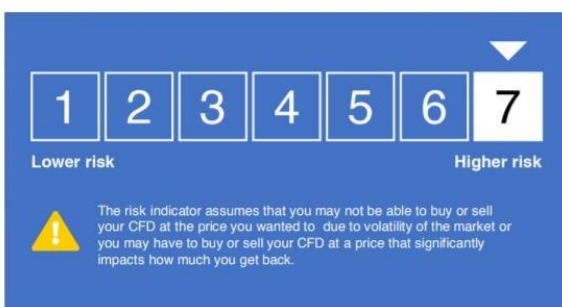 1 2 3 4 5 6 7
Lower risk Higher risk
The risk indicator assumes that you may not be able to buy or sell
your CFD at the price you wanted to due to volatility of the market or
you may have to buy or sell your CFD at a price that significantly
impacts how much you get back.